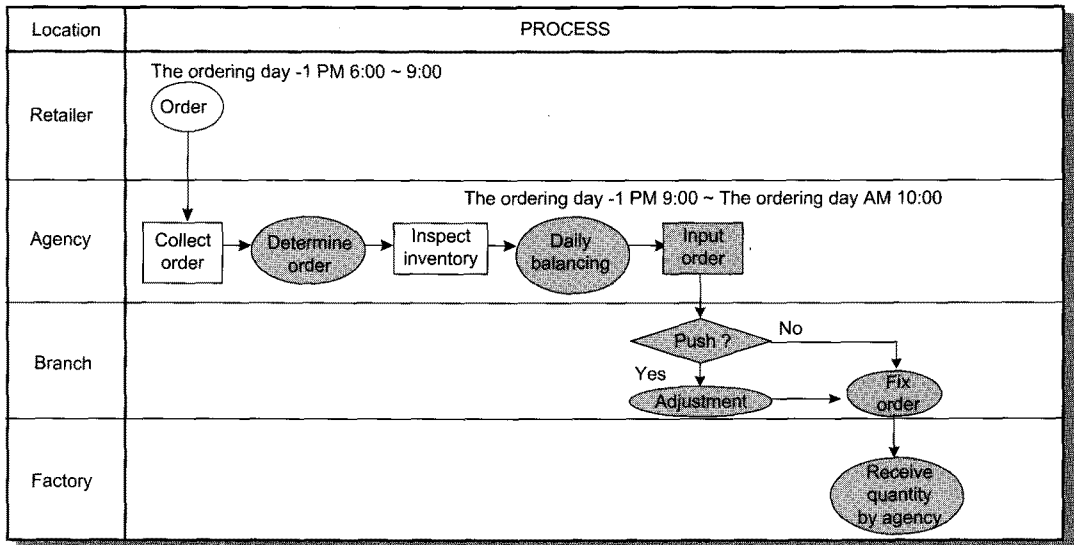 Location
PROCESS
Retailer
The ordering day -1 PM 6:00 ~ 9:00
Order
Agency
The ordering day -1 PM 9:00 ~ The ordering day AM 10:00
Collect
order
Determine
order
Inspect
inventory
Daily
balancing
Input
order
Branch
Push ?
No
Yes
Adjustment
Fix
order
Factory
Receive
quantity
by agency